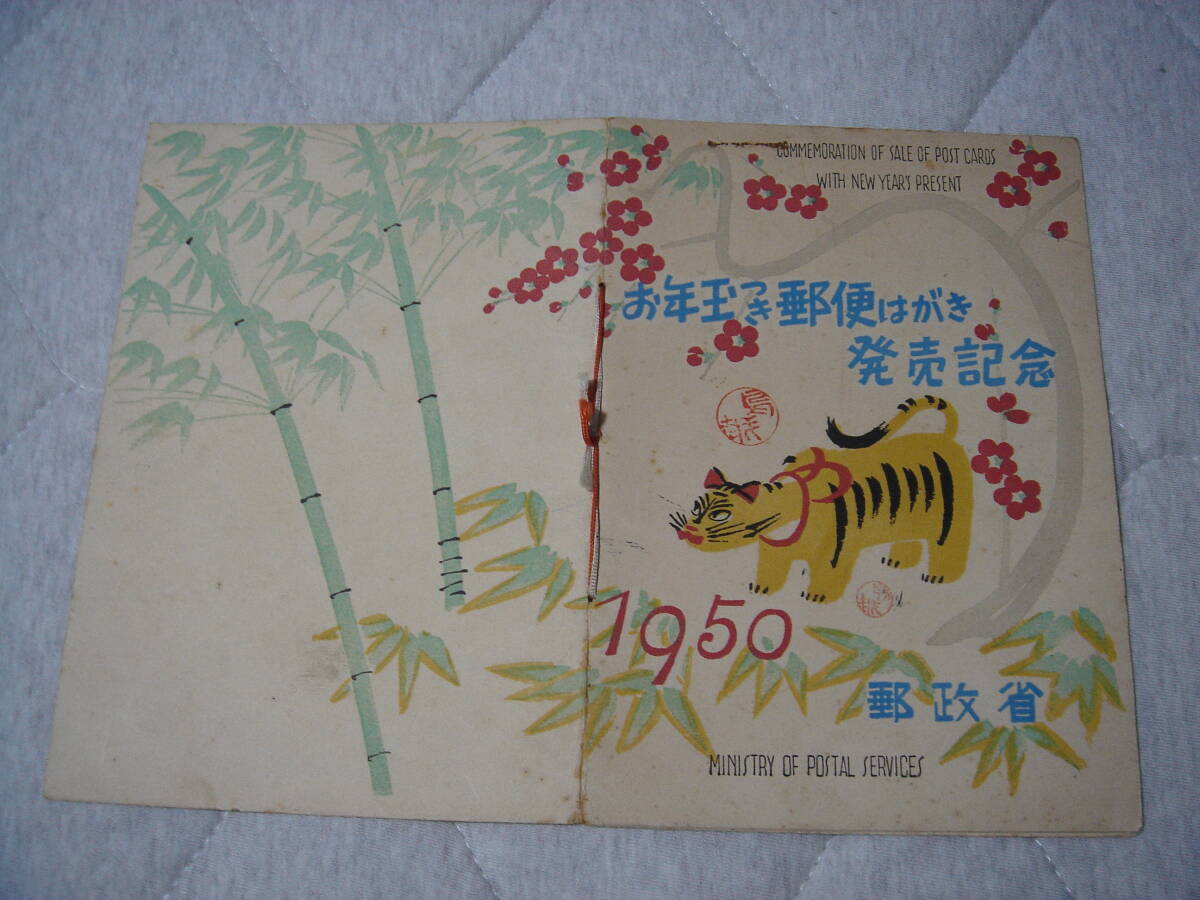 COMMEMORATION OF SALE OF POST CARDS
WITH NEW YEAR'S PRESENT
お年玉つき郵便はがき
発売記念
1950
郵政省
MINISTRY OF POSTAL SERVICES